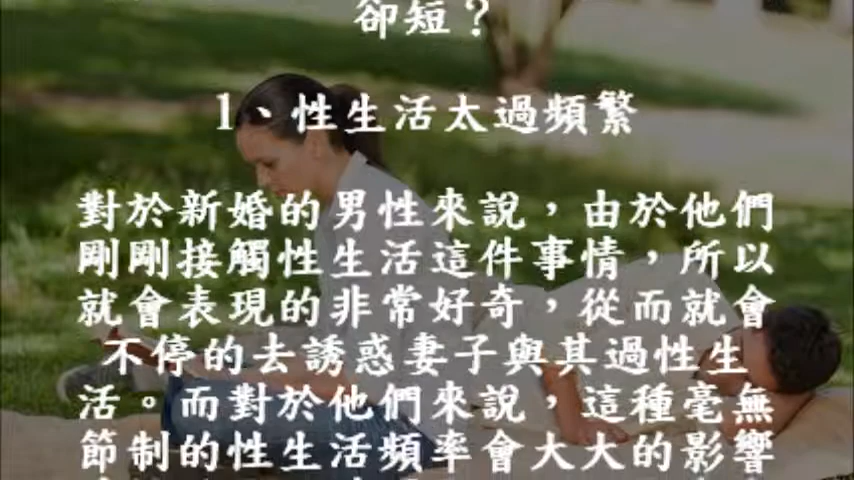 卻短？
1、性生活太過頻繁
對於新婚的男性來說，由於他們
剛剛接觸性生活這件事情，所以
就會表現的非常好奇，從而就會
不停的去誘惑妻子與其過性生
活。而對於他們來說，這種毫無
節制的性生活頻率會大大的影響